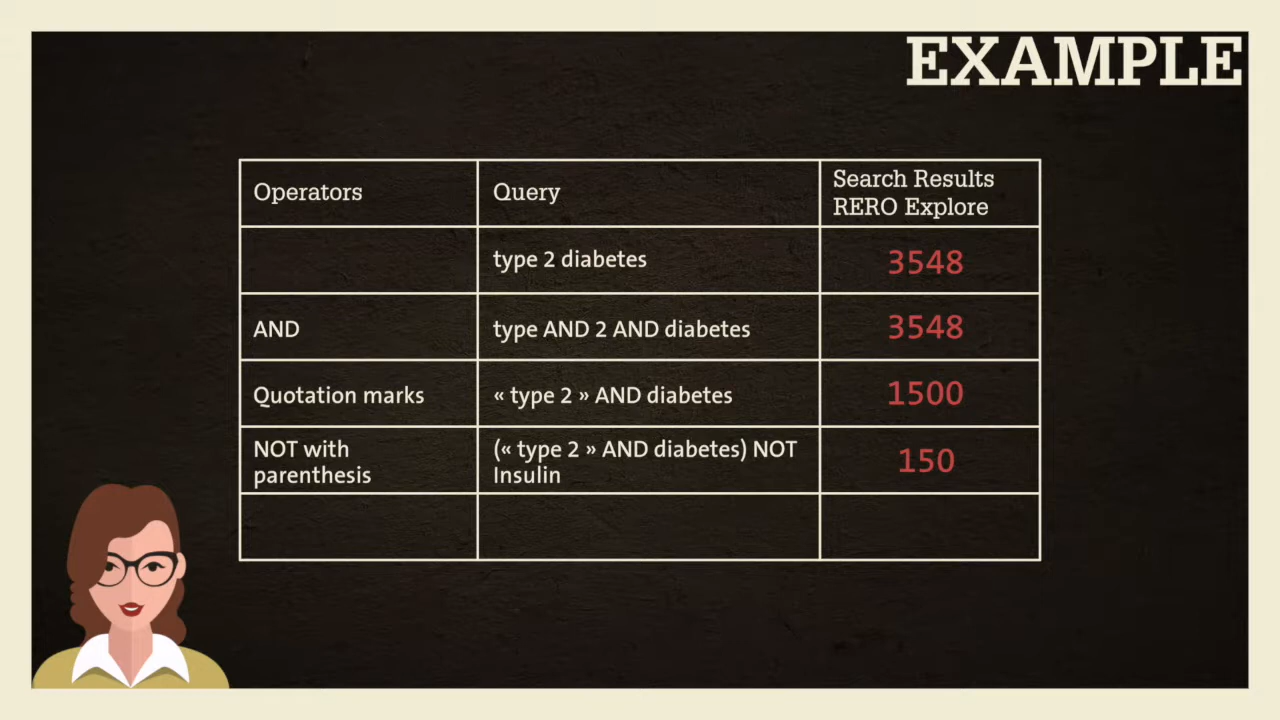 EXAMPLE
Operators
Query
Search Results
RERO Explore
type 2 diabetes
3548
AND
type AND 2 AND diabetes
3548
Quotation marks
« type 2 » AND diabetes
1500
NOT with
parenthesis
(« type 2 » AND diabetes) NOT
Insulin
150